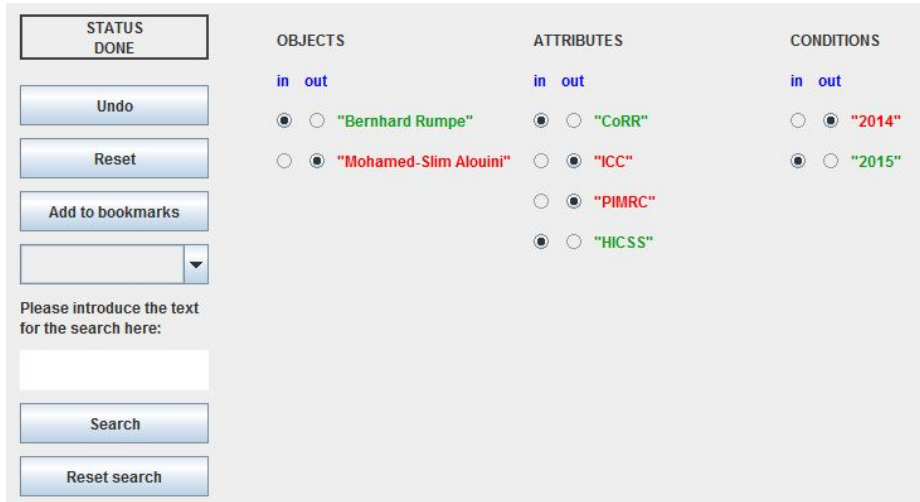 STATUS
DONE
Undo
Reset
Add to bookmarks
Please introduce the text
for the search here:
Search
Reset search
OBJECTS
in out
"Bernhard Rumpe"
"Mohamed-Slim Alouini"
ATTRIBUTES
in out
"CoRR"
"ICC"
"PIMRC"
"HICSS"
CONDITIONS
in out
"2014"
"2015"